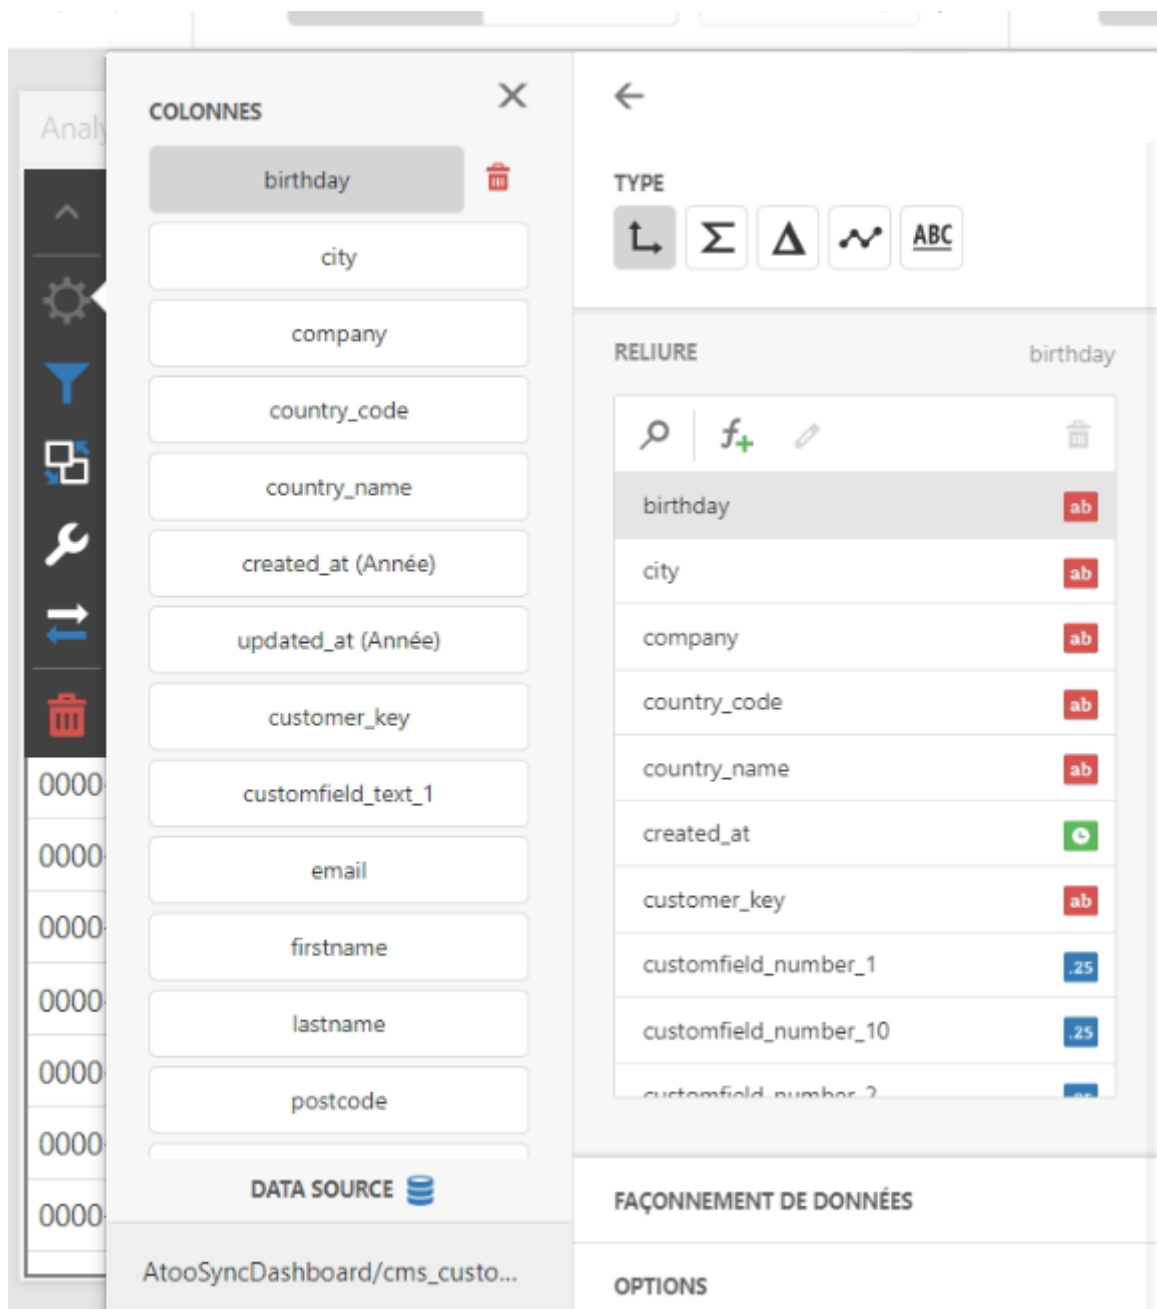 Analy
COLONNES
birthday
city
company
country_code
country_name
created_at (Année)
updated_at (Année)
customer_key
customfield_text_1
email
firstname
lastname
postcode
DATA SOURCE
AtooSyncDashboard/cms_custo...
0000-
0000-
0000-
0000-
0000-
0000-
0000-
TYPE
ABC
RELIURE
birthday
f+
birthday ab
city ab
company ab
country_code ab
country_name ab
created_at
customer_key ab
customfield_number_1 .25
customfield_number_10 .25
customfield_number_2 .25
FAÇONNEMENT DE DONNÉES
OPTIONS